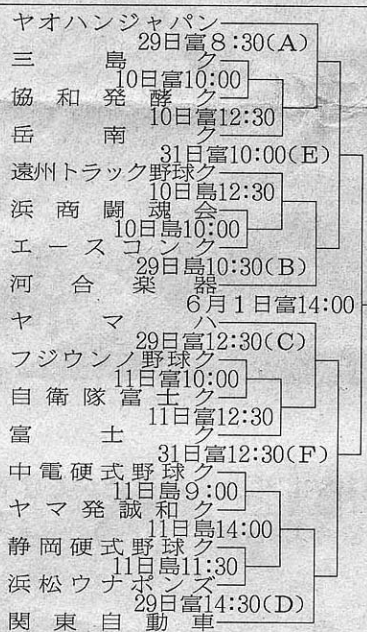 ヤオハンジャパン
29日富8:30(A)
三島ク
10日富10:00
協和発酵ク
10日富12:30
岳南ク
31日富10:00(E)
遠州トラック野球ク
10日島12:30
浜商闘魂会
10日島10:00
エースコンク
29日島10:30(B)
河合楽器
6月1日富14:00
ヤマハ
29日富12:30(C)
フジウンノ野球ク
11日富10:00
自衛隊富士ク
11日富12:30
富士ク
31日富12:30(F)
中電硬式野球ク
11日島9:00
ヤマ発誠和ク
11日島14:00
静岡硬式野球ク
11日島11:30
浜松ウナポンズ
29日富14:30(D)
関東自動車